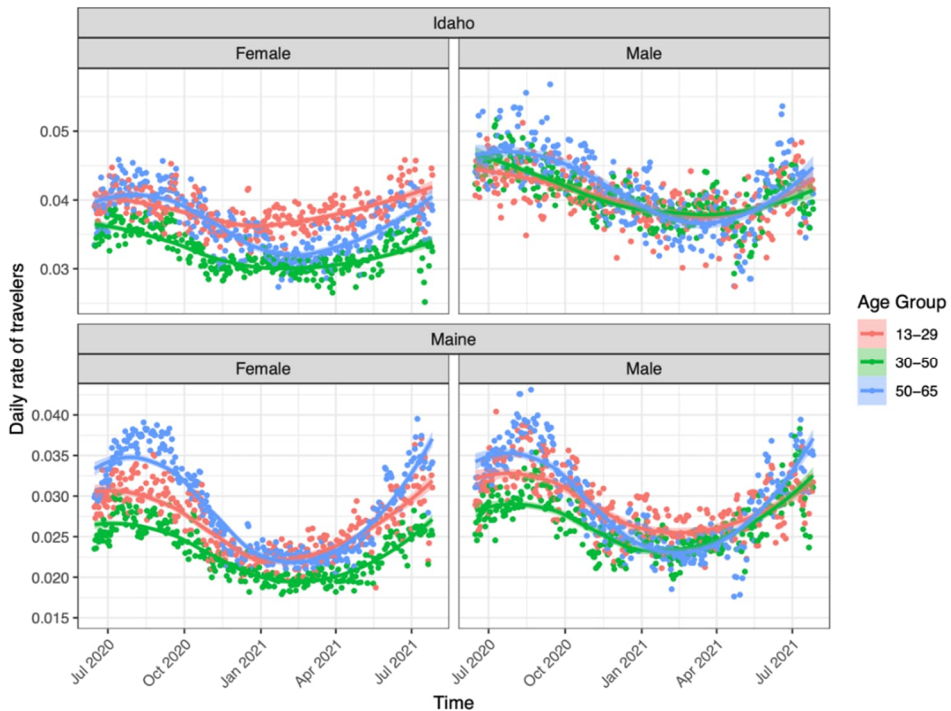 Idaho
Female
Male
0.05
0.04
0.03
Maine
Female
Male
0.040
0.035
0.030
0.025
0.020
0.015
Jul 2020
Oct 2020
Jan 2021
Apr 2021
Jul 2021
Jul 2020
Oct 2020
Jan 2021
Apr 2021
Jul 2021
Time
Daily rate of travelers
Age Group
13−29
30−50
50−65